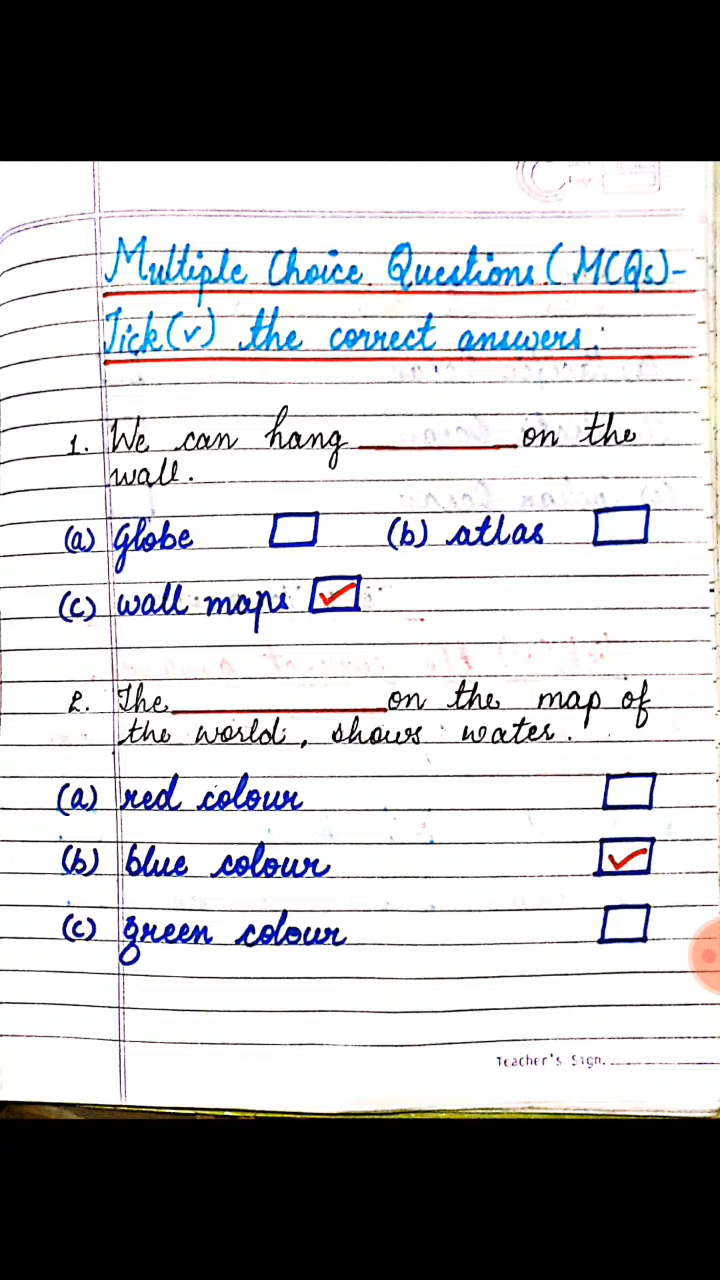 Multiple Choice Questions (MCQs)-
Tick (✓) the correct answers:
1. We can hang ________ on the
wall.
(a) globe (b) atlas
(c) wall maps ✓
2. The ________ on the map of
the world, shows water.
(a) red colour
(b) blue colour ✓
(c) green colour
Teacher's Sign. ________